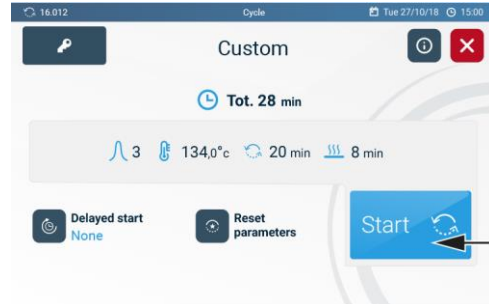 16.012 Cycle Tue 27/10/18 15:00
Custom
Tot. 28 min
3 134,0°c 20 min 8 min
Delayed start
None
Reset
parameters
Start